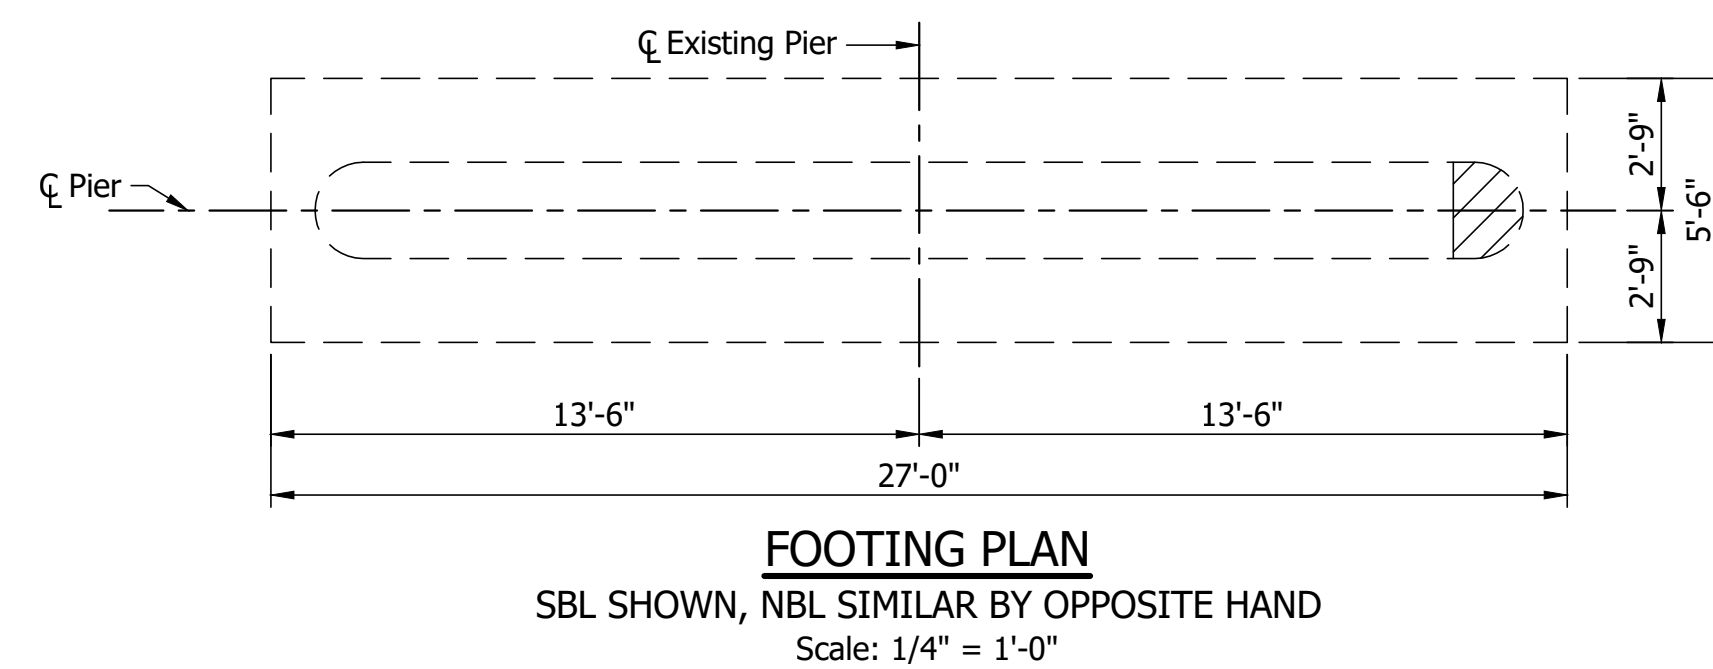 ℄ Existing Pier
℄ Pier
2'-9"
5'-6"
2'-9"
13'-6"
13'-6"
27'-0"
FOOTING PLAN
SBL SHOWN, NBL SIMILAR BY OPPOSITE HAND
Scale: 1/4" = 1'-0"